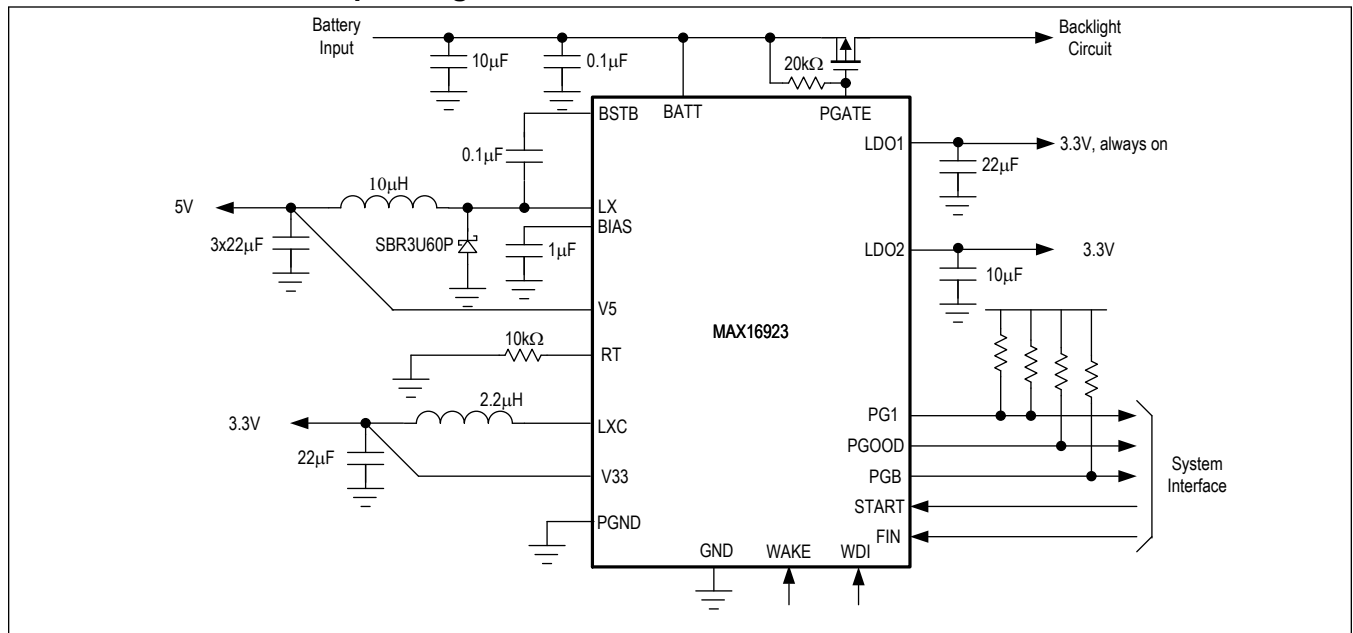 Battery
Input
10µF
0.1µF
20kΩ
Backlight
Circuit
BSTB
BATT
PGATE
LDO1
3.3V, always on
22µF
0.1µF
10µH
5V
LX
BIAS
3x22µF
SBR3U60P
1µF
LDO2
3.3V
10µF
V5
MAX16923
10kΩ
RT
2.2µH
3.3V
LXC
PG1
22µF
PGOOD
V33
PGB
System
Interface
START
PGND
FIN
GND
WAKE
WDI